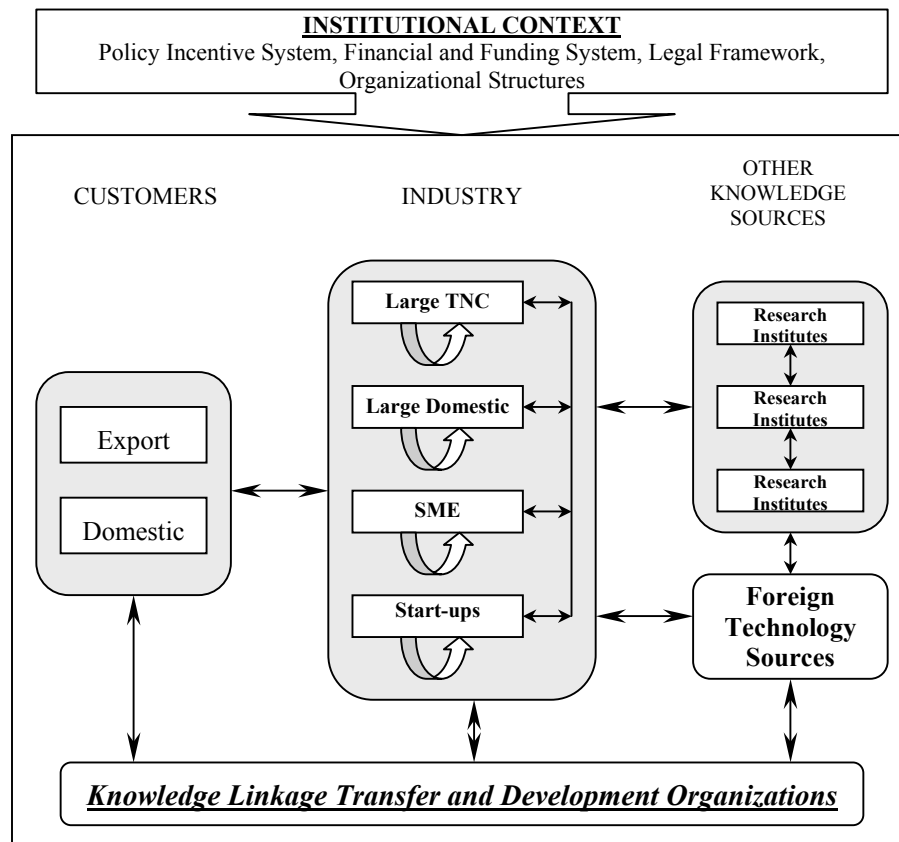 INSTITUTIONAL CONTEXT
Policy Incentive System, Financial and Funding System, Legal Framework,
Organizational Structures
CUSTOMERS
INDUSTRY
OTHER
KNOWLEDGE
SOURCES
Export
Domestic
Large TNC
Large Domestic
SME
Start-ups
Research
Institutes
Research
Institutes
Research
Institutes
Foreign
Technology
Sources
Knowledge Linkage Transfer and Development Organizations